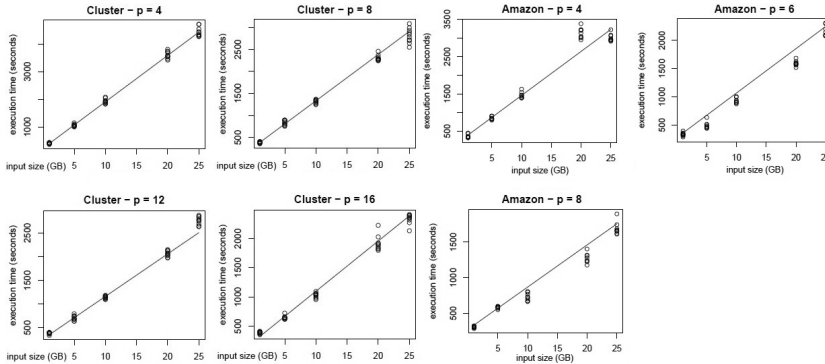 Cluster – p = 4
execution time (seconds)
1000
3000
input size (GB)
5
10
20
25
Cluster – p = 8
execution time (seconds)
500
1500
2500
input size (GB)
5
10
20
25
Amazon – p = 4
execution time (seconds)
500
1500
2500
3500
5
10
20
25
input size (GB)
Amazon – p = 6
execution time (seconds)
500
1000
1500
2000
5
10
20
25
input size (GB)
Cluster – p = 12
execution time (seconds)
500
1500
2500
input size (GB)
5
10
20
25
Cluster – p = 16
execution time (seconds)
500
1000
1500
2000
input size (GB)
5
10
20
25
Amazon – p = 8
execution time (seconds)
500
1000
1500
5
10
20
25
input size (GB)